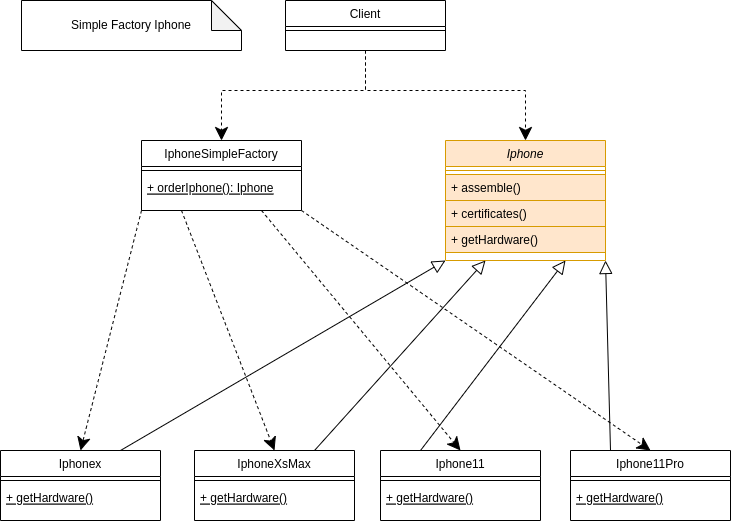 Simple Factory Iphone
Client
IphoneSimpleFactory
+ orderIphone(): Iphone
Iphone
+ assemble()
+ certificates()
+ getHardware()
Iphonex
+ getHardware()
IphoneXsMax
+ getHardware()
Iphone11
+ getHardware()
Iphone11Pro
+ getHardware()